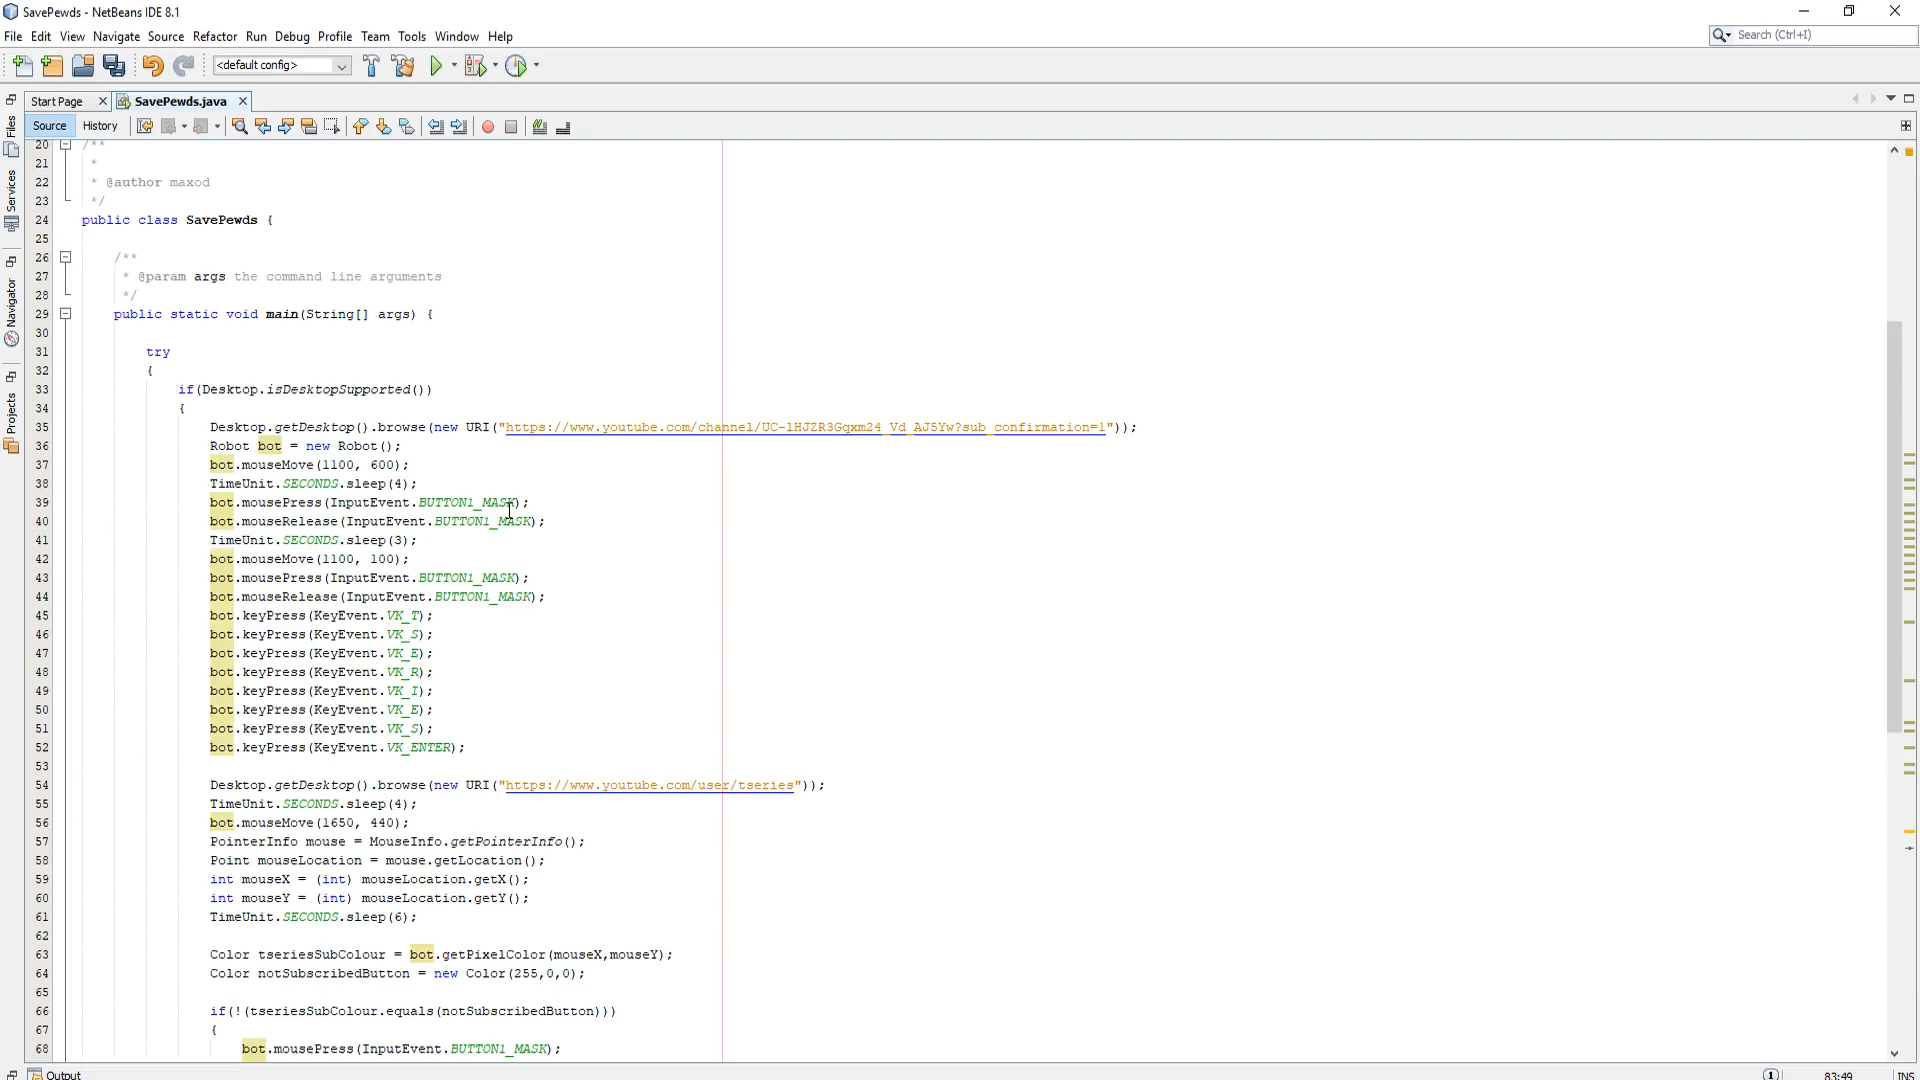 SavePewds - NetBeans IDE 8.1
File Edit View Navigate Source Refactor Run Debug Profile Team Tools Window Help
Search (Ctrl+I)
<default config>
Start Page SavePewds.java
Source History
Files
Services
Navigator
Projects
20 /**
21 *
22 * @author maxod
23 */
24 public class SavePewds {
25
26 /**
27 * @param args the command line arguments
28 */
29 public static void main(String[] args) {
30
31 try
32 {
33 if(Desktop.isDesktopSupported())
34 {
35 Desktop.getDesktop().browse(new URI("https://www.youtube.com/channel/UC-lHJZR3Gqxm24_Vd_AJ5Yw?sub_confirmation=1"));
36 Robot bot = new Robot();
37 bot.mouseMove(1100, 600);
38 TimeUnit.SECONDS.sleep(4);
39 bot.mousePress(InputEvent.BUTTON1_MASK);
40 bot.mouseRelease(InputEvent.BUTTON1_MASK);
41 TimeUnit.SECONDS.sleep(3);
42 bot.mouseMove(1100, 100);
43 bot.mousePress(InputEvent.BUTTON1_MASK);
44 bot.mouseRelease(InputEvent.BUTTON1_MASK);
45 bot.keyPress(KeyEvent.VK_T);
46 bot.keyPress(KeyEvent.VK_S);
47 bot.keyPress(KeyEvent.VK_E);
48 bot.keyPress(KeyEvent.VK_R);
49 bot.keyPress(KeyEvent.VK_I);
50 bot.keyPress(KeyEvent.VK_E);
51 bot.keyPress(KeyEvent.VK_S);
52 bot.keyPress(KeyEvent.VK_ENTER);
53
54 Desktop.getDesktop().browse(new URI("https://www.youtube.com/user/tseries"));
55 TimeUnit.SECONDS.sleep(4);
56 bot.mouseMove(1650, 440);
57 PointerInfo mouse = MouseInfo.getPointerInfo();
58 Point mouseLocation = mouse.getLocation();
59 int mouseX = (int) mouseLocation.getX();
60 int mouseY = (int) mouseLocation.getY();
61 TimeUnit.SECONDS.sleep(6);
62
63 Color tseriesSubColour = bot.getPixelColor(mouseX,mouseY);
64 Color notSubscribedButton = new Color(255,0,0);
65
66 if(!(tseriesSubColour.equals(notSubscribedButton)))
67 {
68 bot.mousePress(InputEvent.BUTTON1_MASK);
Output
1 83:49 INS